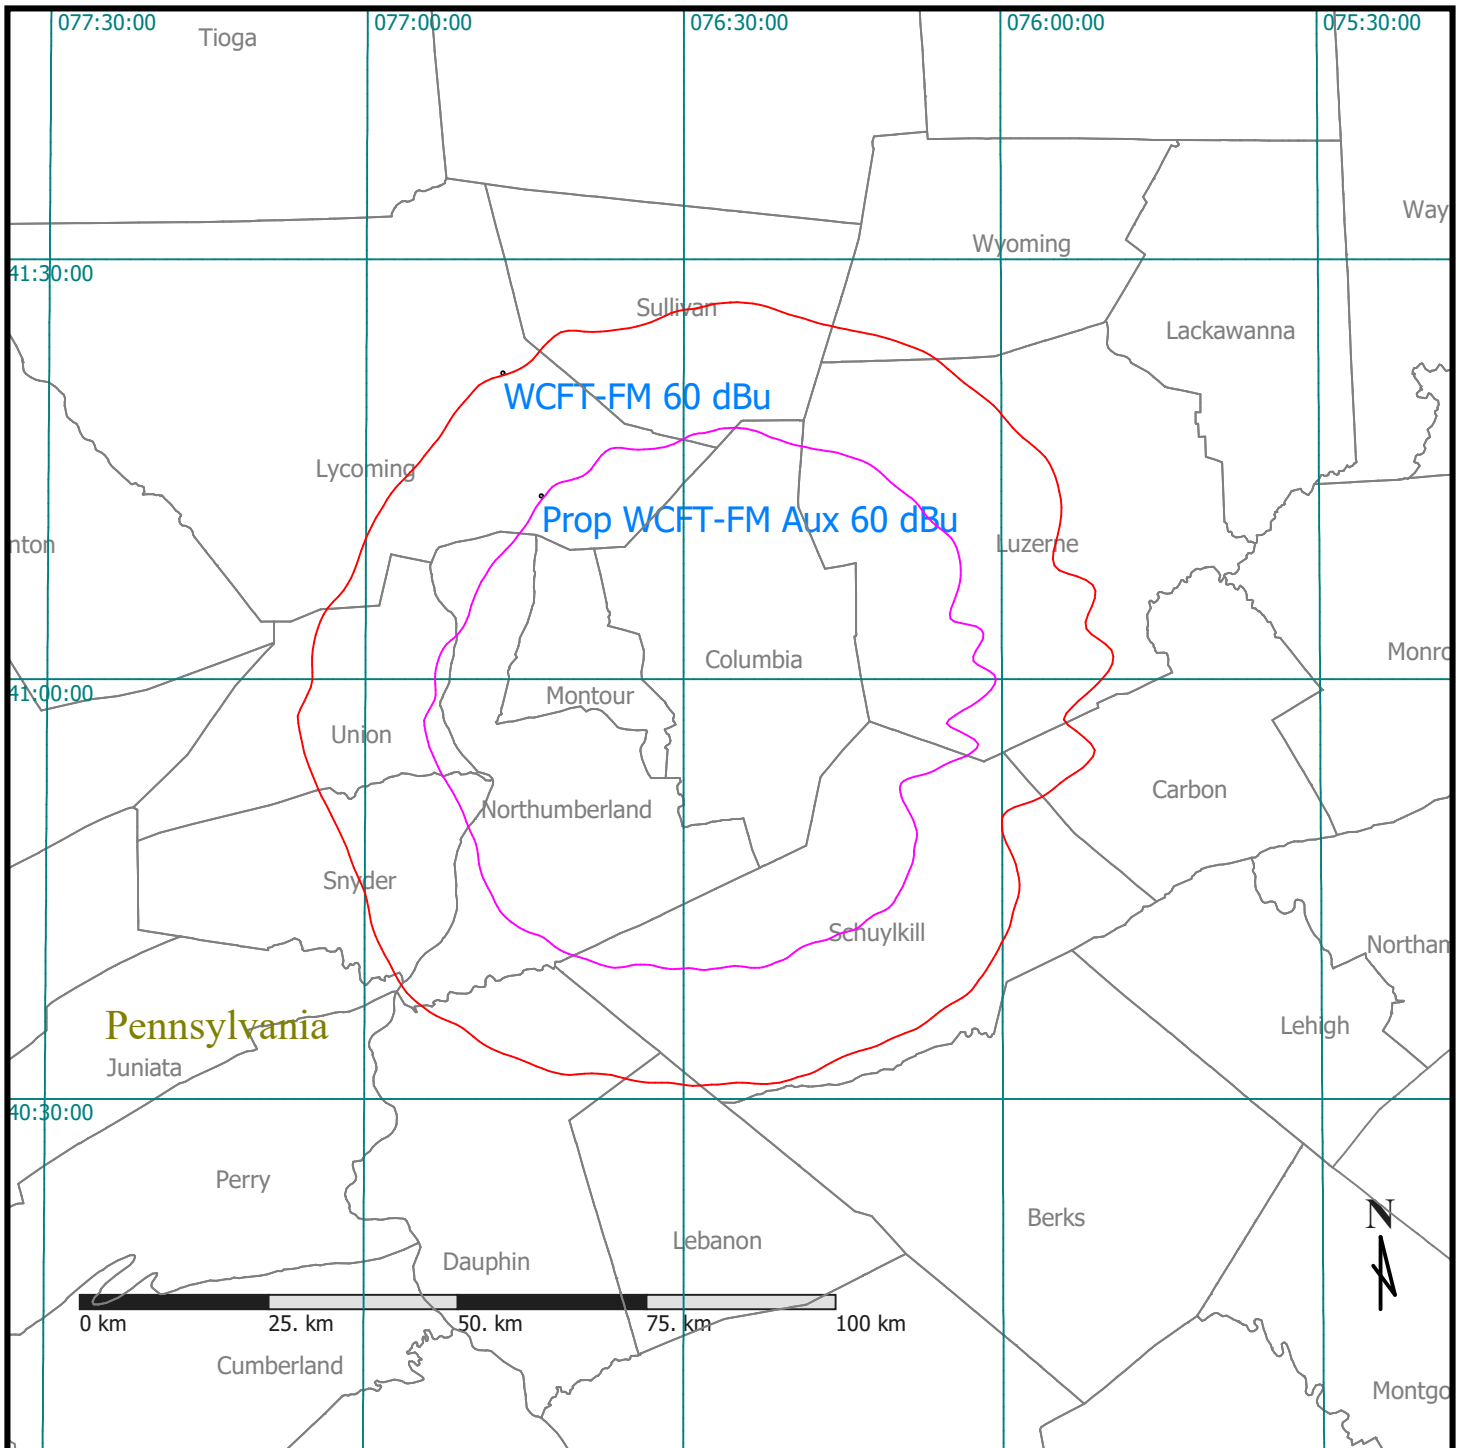 077:30:00
077:00:00
076:30:00
076:00:00
075:30:00
Tioga
Way
Wyoming
41:30:00
Sullivan
Lackawanna
WCFT-FM 60 dBu
Lycoming
Prop WCFT-FM Aux 60 dBu
nton
Luzerne
Columbia
Monro
41:00:00
Montour
Union
Carbon
Northumberland
Snyder
Schuylkill
Northam
Pennsylvania
Lehigh
Juniata
40:30:00
Perry
N
Berks
Lebanon
Dauphin
0 km
25. km
50. km
75. km
100 km
Cumberland
Montgo